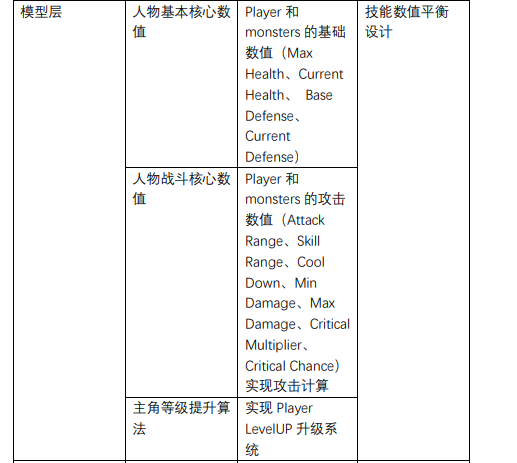 模型层
人物基本核心数
值
Player 和
monsters 的基础
数值（Max
Health、Current
Health、 Base
Defense、
Current
Defense）
技能数值平衡
设计
人物战斗核心数
值
Player 和
monsters 的攻击
数值（Attack
Range、Skill
Range、Cool
Down、Min
Damage、Max
Damage、Critical
Multiplier、
Critical Chance）
实现攻击计算
主角等级提升算
法
实现 Player
LevelUP 升级系
统